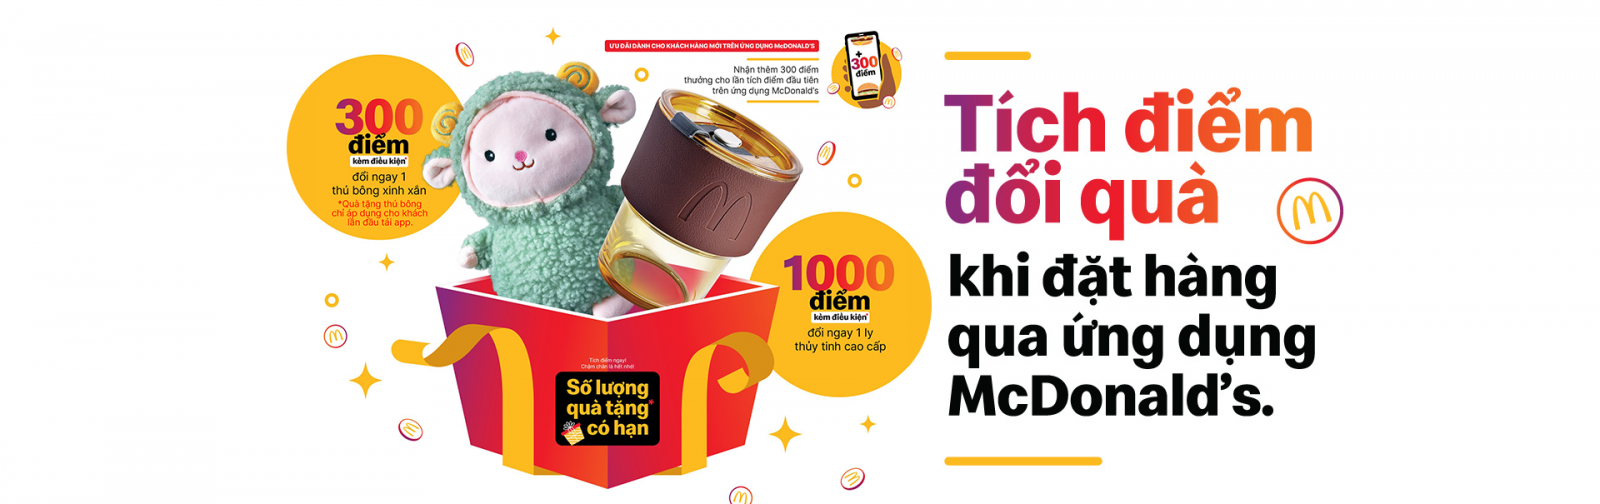 ƯU ĐÃI DÀNH CHO KHÁCH HÀNG MỚI TRÊN ỨNG DỤNG McDONALD'S
Nhận thêm 300 điểm
thưởng cho lần tích điểm đầu tiên
trên ứng dụng McDonald's
+
300
điểm
300
điểm
kèm điều kiện*
đổi ngay 1
thú bông xinh xắn
*Quà tặng thú bông
chỉ áp dụng cho khách
lần đầu tải app.
1000
điểm
kèm điều kiện*
đổi ngay 1 ly
thủy tinh cao cấp
Tích điểm ngay!
Chậm chân là hết nhé!
Số lượng
quà tặng*
có hạn
Tích điểm
đổi quà
khi đặt hàng
qua ứng dụng
McDonald's.